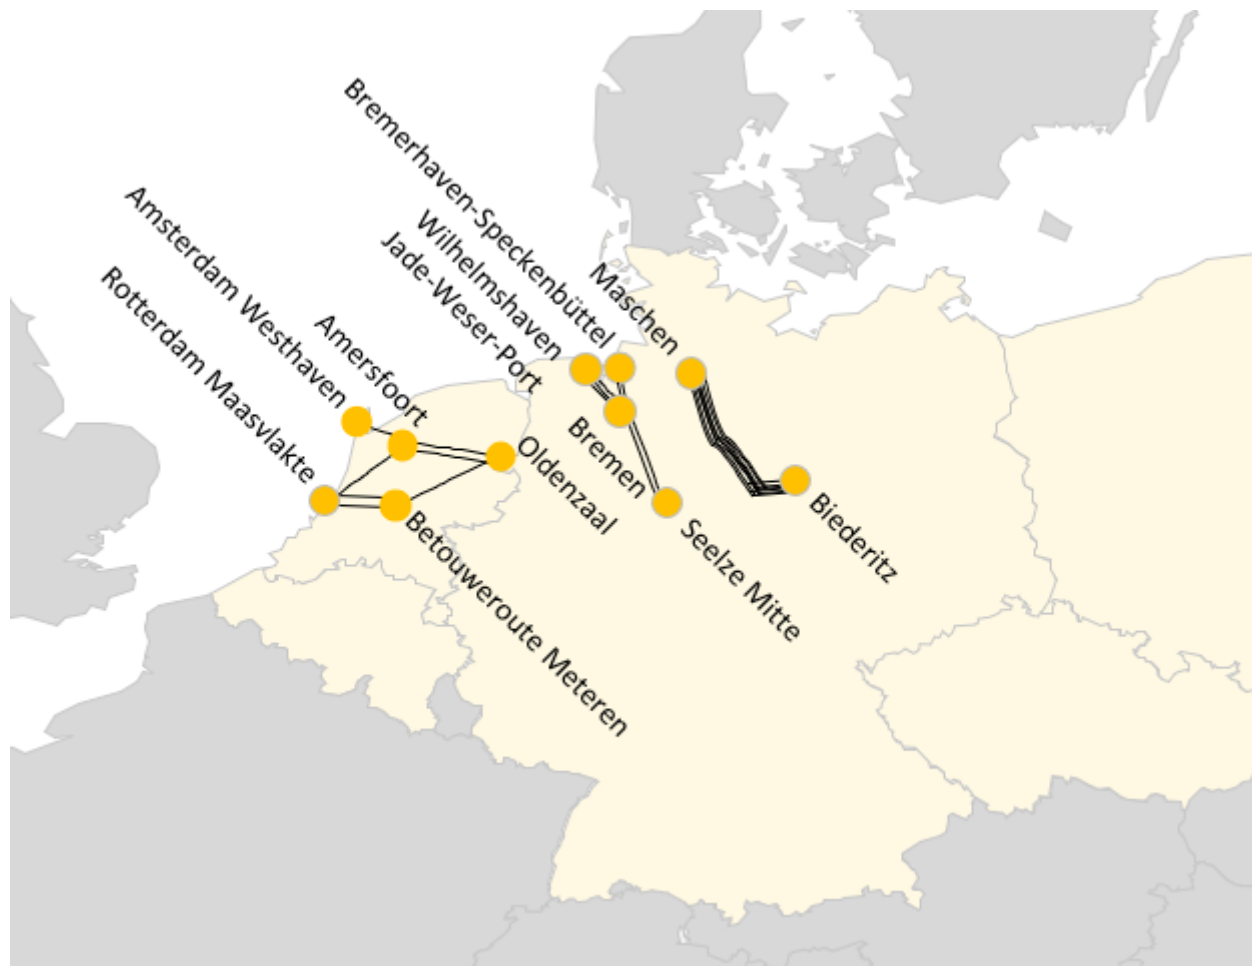 Bremerhaven-Speckenbüttel
Amsterdam Westhaven
Wilhelmshaven
Jade-Weser-Port
Maschen
Rotterdam Maasvlakte
Amersfoort
Bremen
Oldenzaal
Biederitz
Seelze Mitte
Betouweroute Meteren